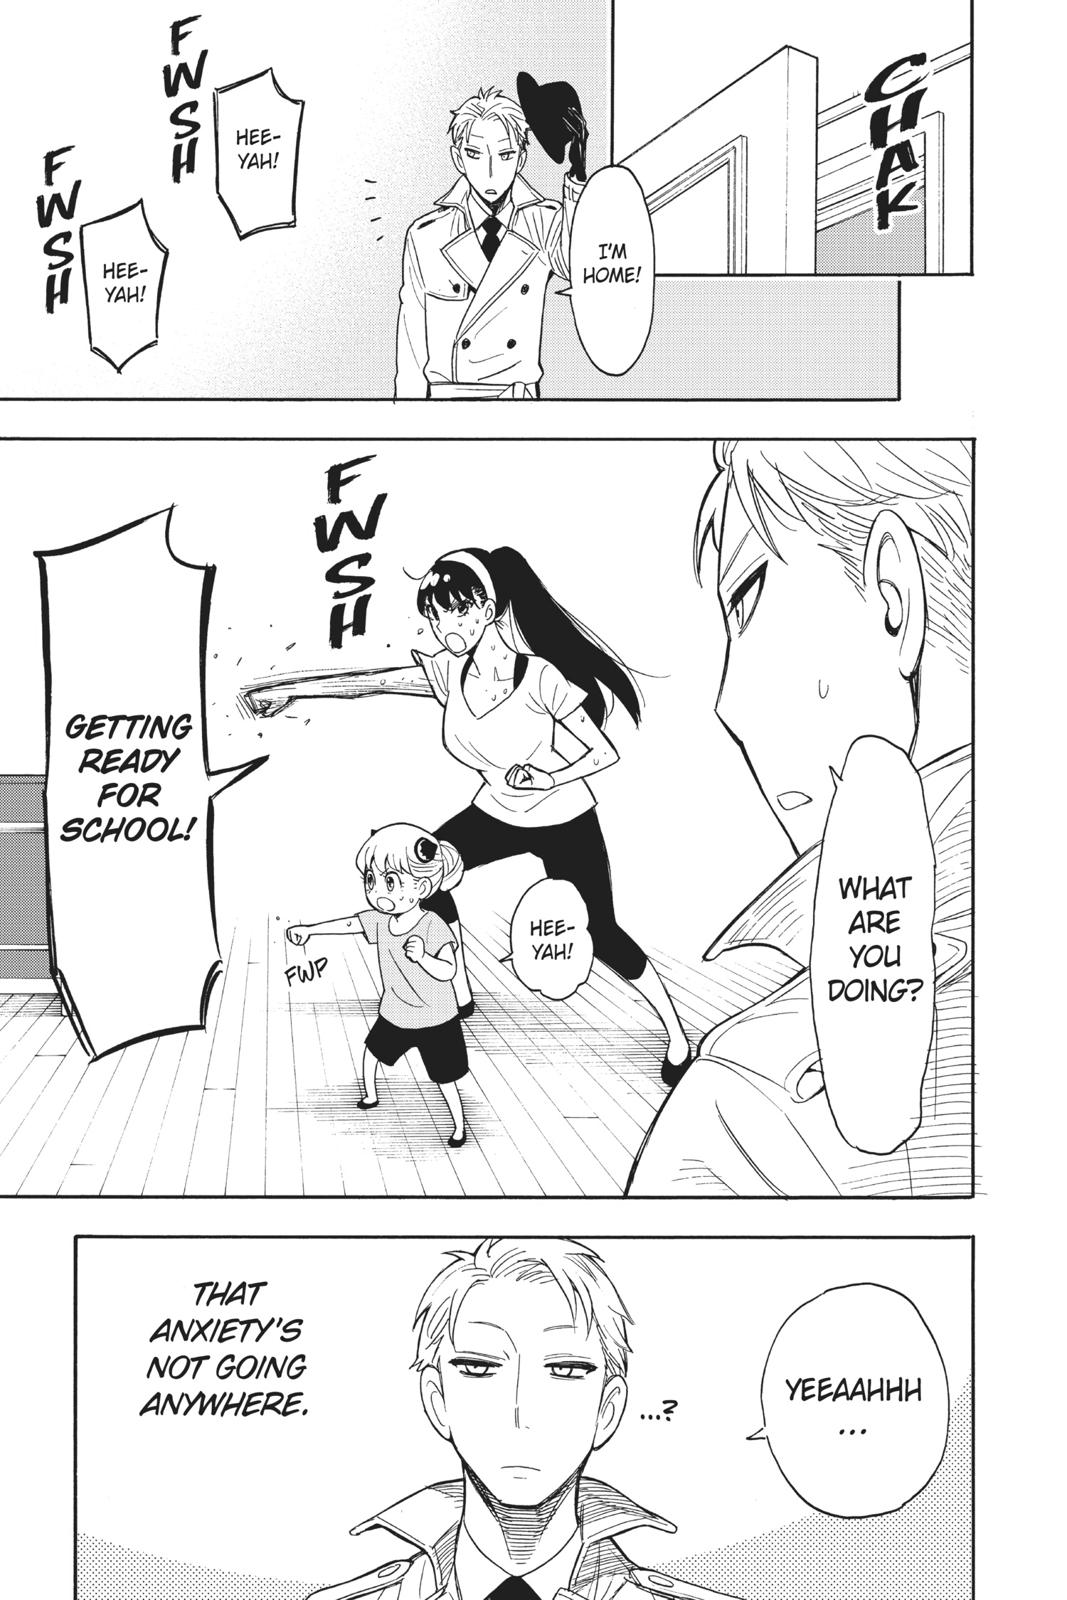 CHAK
I'M
HOME!
FWSH
HEE-
YAH!
FWSH
HEE-
YAH!
FWSH
WHAT
ARE
YOU
DOING?
HEE-
YAH!
FWP
GETTING
READY
FOR
SCHOOL!
YEEAAHHH
...
...?
THAT
ANXIETY'S
NOT GOING
ANYWHERE.